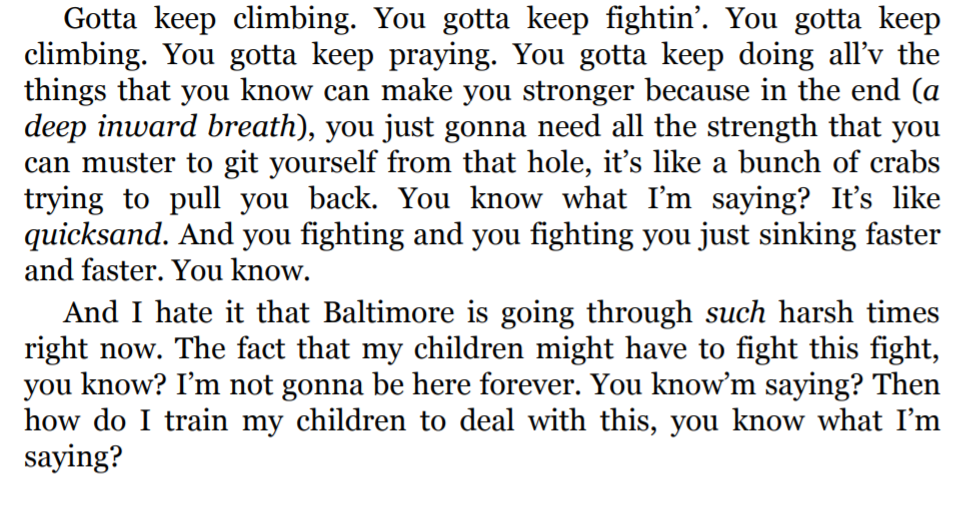 Gotta keep climbing. You gotta keep fightin’. You gotta keep
climbing. You gotta keep praying. You gotta keep doing all’v the
things that you know can make you stronger because in the end (a
deep inward breath), you just gonna need all the strength that you
can muster to git yourself from that hole, it’s like a bunch of crabs
trying to pull you back. You know what I’m saying? It’s like
quicksand. And you fighting and you fighting you just sinking faster
and faster. You know.
And I hate it that Baltimore is going through such harsh times
right now. The fact that my children might have to fight this fight,
you know? I’m not gonna be here forever. You know’m saying? Then
how do I train my children to deal with this, you know what I’m
saying?